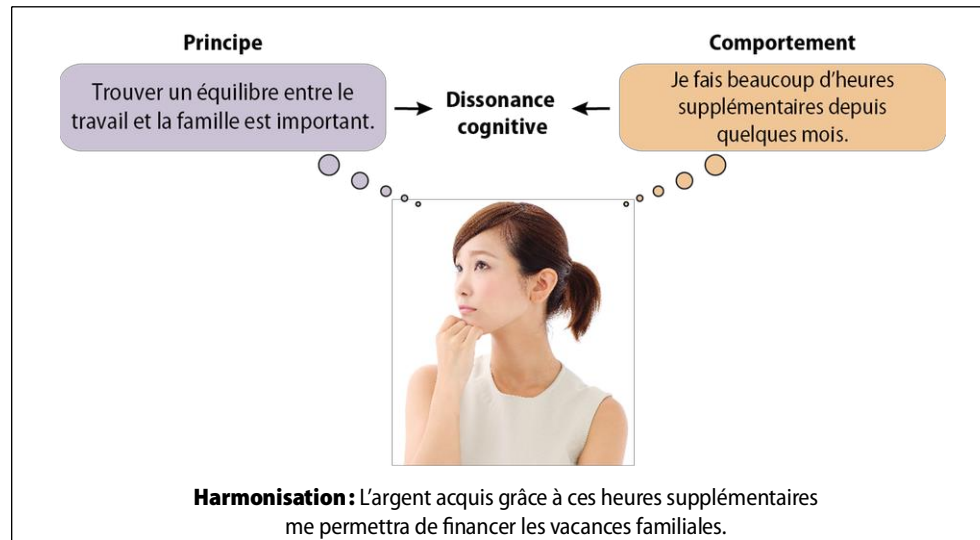 Principe
Trouver un équilibre entre le
travail et la famille est important.
Dissonance
cognitive
Comportement
Je fais beaucoup d’heures
supplémentaires depuis
quelques mois.
Harmonisation : L’argent acquis grâce à ces heures supplémentaires
me permettra de financer les vacances familiales.